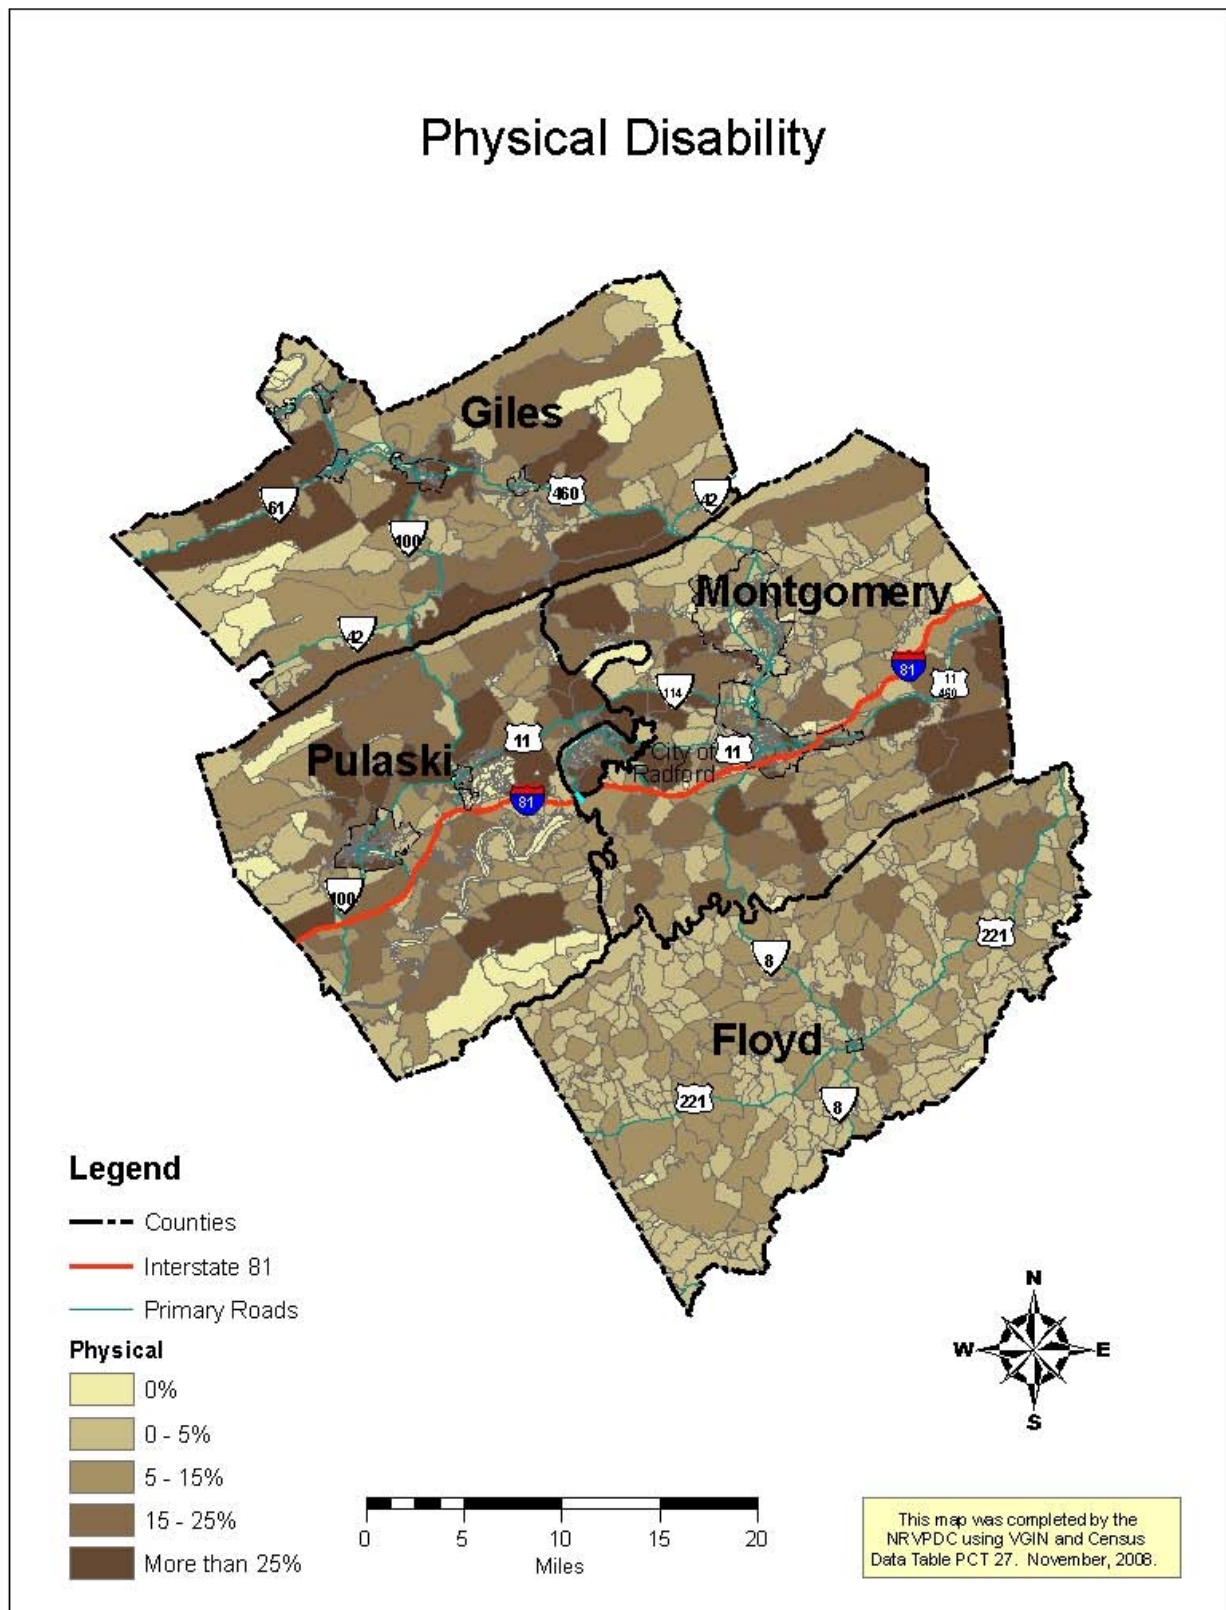 Physical Disability
Giles
61
460
42
100
Montgomery
42
81
11
460
114
11
Pulaski
11
City of
Radford
81
100
221
8
Floyd
221
8
Legend
Counties
Interstate 81
Primary Roads
Physical
0%
0 - 5%
5 - 15%
15 - 25%
More than 25%
N
W
E
S
0 5 10 15 20
Miles
This map was completed by the
NRVPDC using VGIN and Census
Data Table PCT 27. November, 2008.